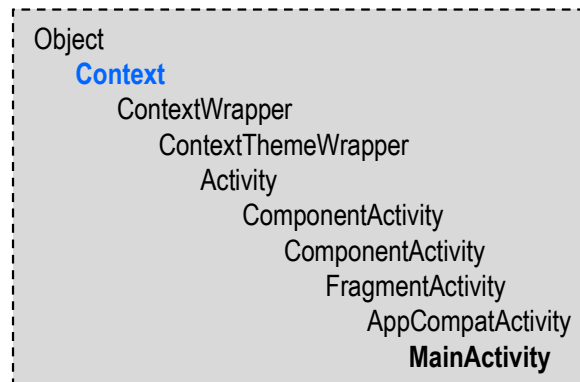 Object
Context
ContextWrapper
ContextThemeWrapper
Activity
ComponentActivity
ComponentActivity
FragmentActivity
AppCompatActivity
MainActivity